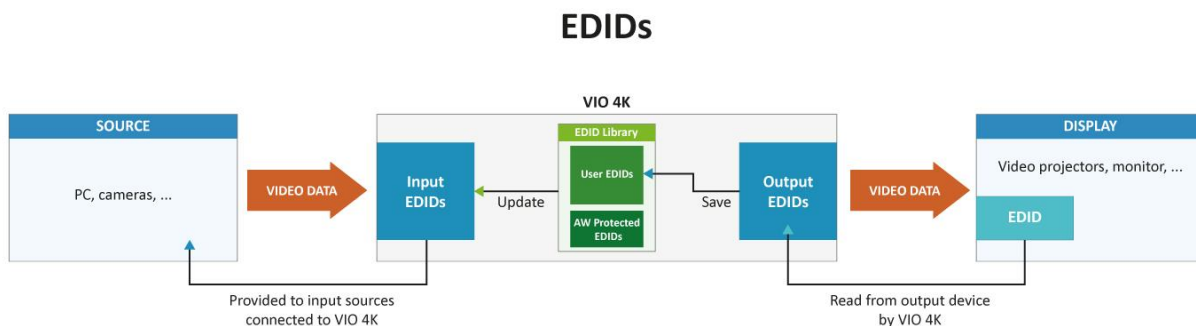 EDIDs
VIO 4K
SOURCE
PC, cameras, ...
VIDEO DATA
Input
EDIDs
Update
EDID Library
User EDIDs
AW Protected
EDIDs
Save
Output
EDIDs
VIDEO DATA
DISPLAY
Video projectors, monitor, ...
EDID
Provided to input sources
connected to VIO 4K
Read from output device
by VIO 4K